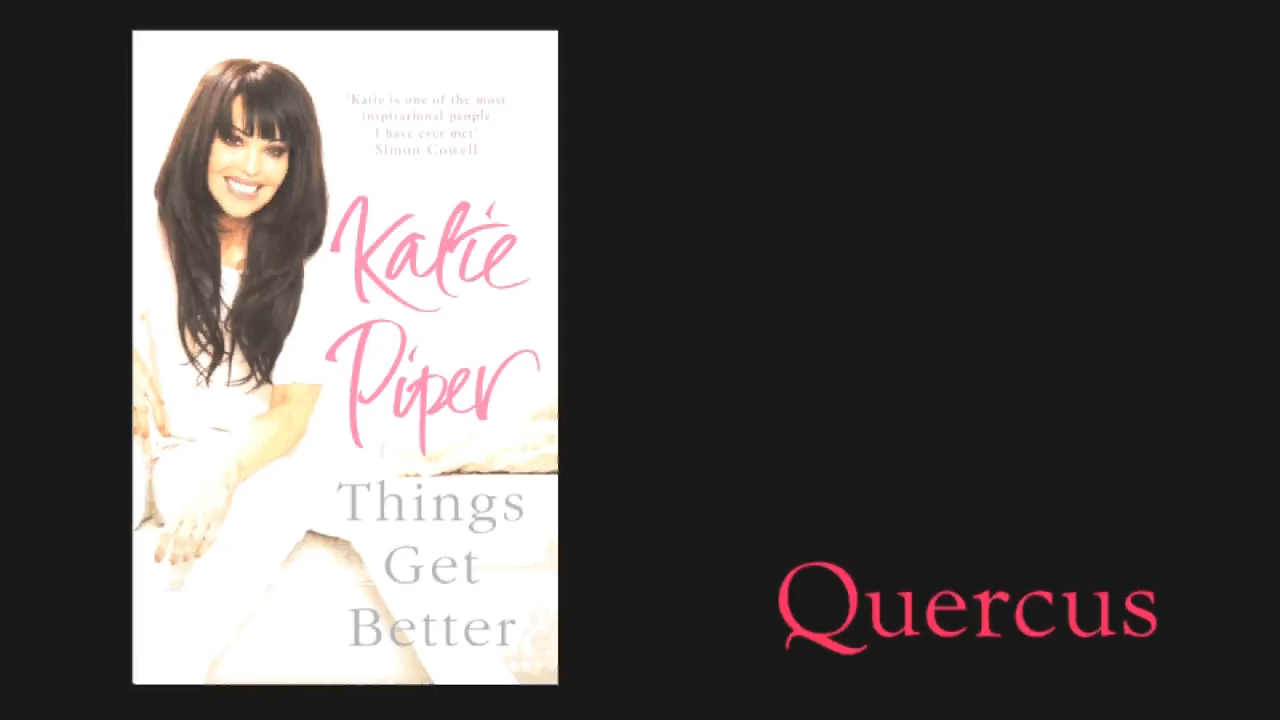 'Katie is one of the most
inspirational people
I have ever met'
Simon Cowell
Katie
Piper
Things
Get
Better
Quercus